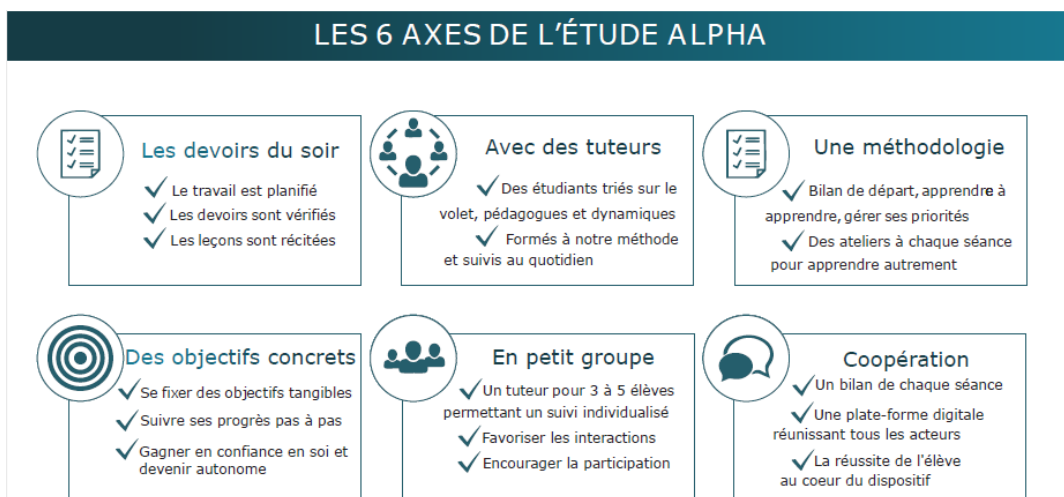 LES 6 AXES DE L'ÉTUDE ALPHA
Les devoirs du soir
Le travail est planifié
Les devoirs sont vérifiés
Les leçons sont récitées
Avec des tuteurs
Des étudiants triés sur le
volet, pédagogues et dynamiques
Formés à notre méthode
et suivis au quotidien
Une méthodologie
Bilan de départ, apprendre à
apprendre, gérer ses priorités
Des ateliers à chaque séance
pour apprendre autrement
Des objectifs concrets
Se fixer des objectifs tangibles
Suivre ses progrès pas à pas
Gagner en confiance en soi et
devenir autonome
En petit groupe
Un tuteur pour 3 à 5 élèves
permettant un suivi individualisé
Favoriser les interactions
Encourager la participation
Coopération
Un bilan de chaque séance
Une plate-forme digitale
réunissant tous les acteurs
La réussite de l'élève
au coeur du dispositif